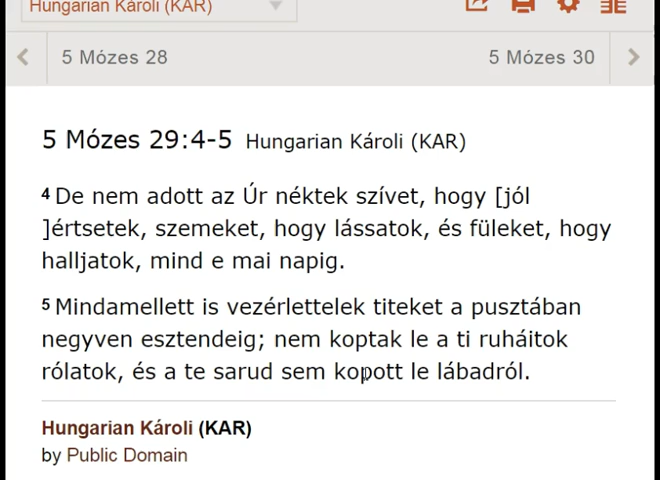 Hungarian Károli (KAR)
5 Mózes 28
5 Mózes 30
5 Mózes 29:4-5 Hungarian Károli (KAR)
4 De nem adott az Úr néktek szívet, hogy [jól
]értsetek, szemeket, hogy lássatok, és füleket, hogy
halljatok, mind e mai napig.
5 Mindamellett is vezérlettelek titeket a pusztában
negyven esztendeig; nem koptak le a ti ruháitok
rólatok, és a te sarud sem kopott le lábadról.
Hungarian Károli (KAR)
by Public Domain